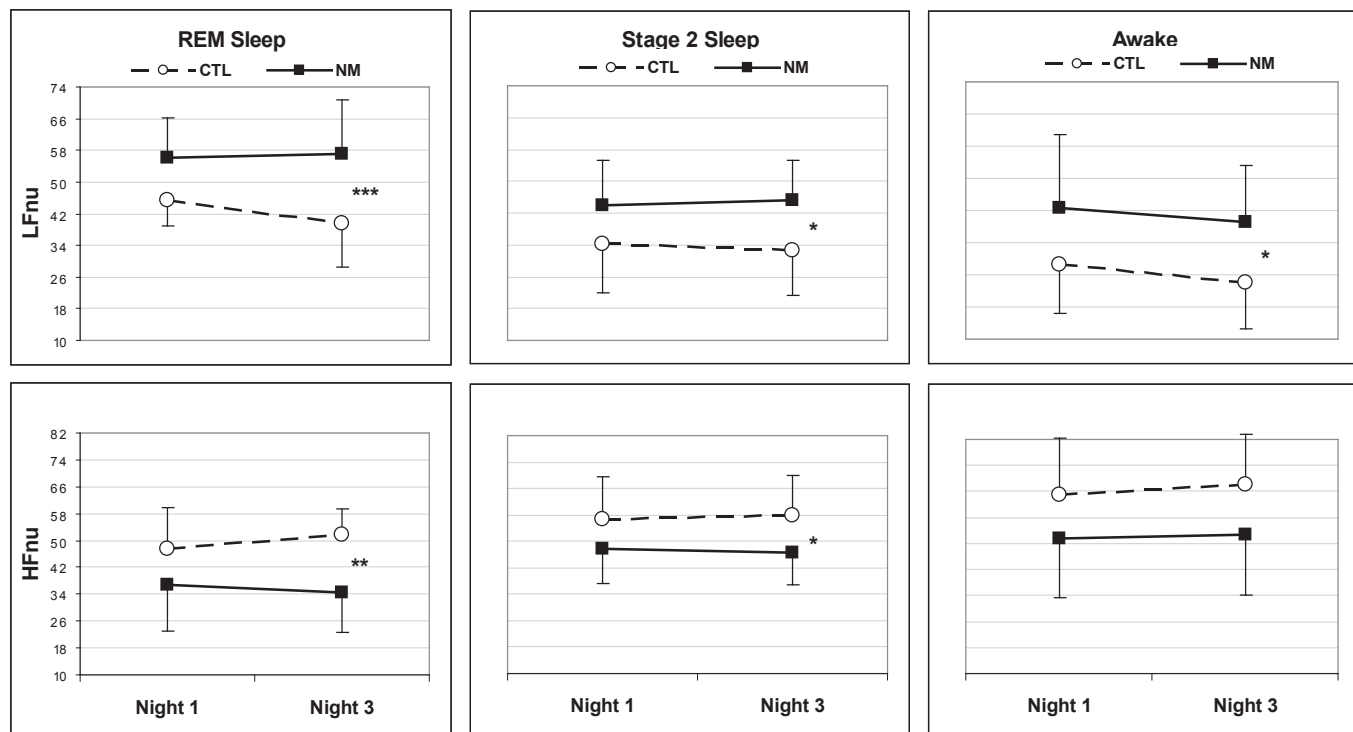 REM Sleep
CTL NM
Stage 2 Sleep
CTL NM
Awake
CTL NM
LFnu
74
66
58
50
42
34
26
18
10
***
*
*
HFnu
82
74
66
58
50
42
34
26
18
10
**
*
Night 1 Night 3
Night 1 Night 3
Night 1 Night 3